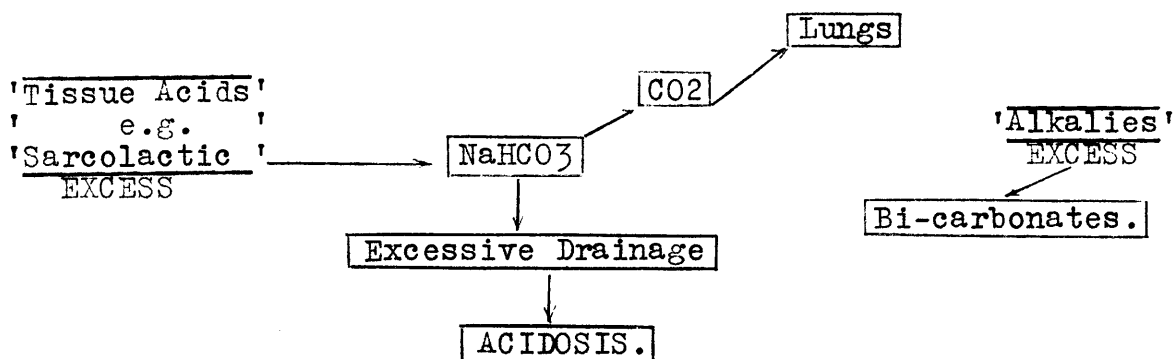 Lungs
CO2
'Tissue Acids'
' e.g. '
'Sarcolactic '
EXCESS
NaHCO3
'Alkalies'
EXCESS
Bi-carbonates.
Excessive Drainage
ACIDOSIS.